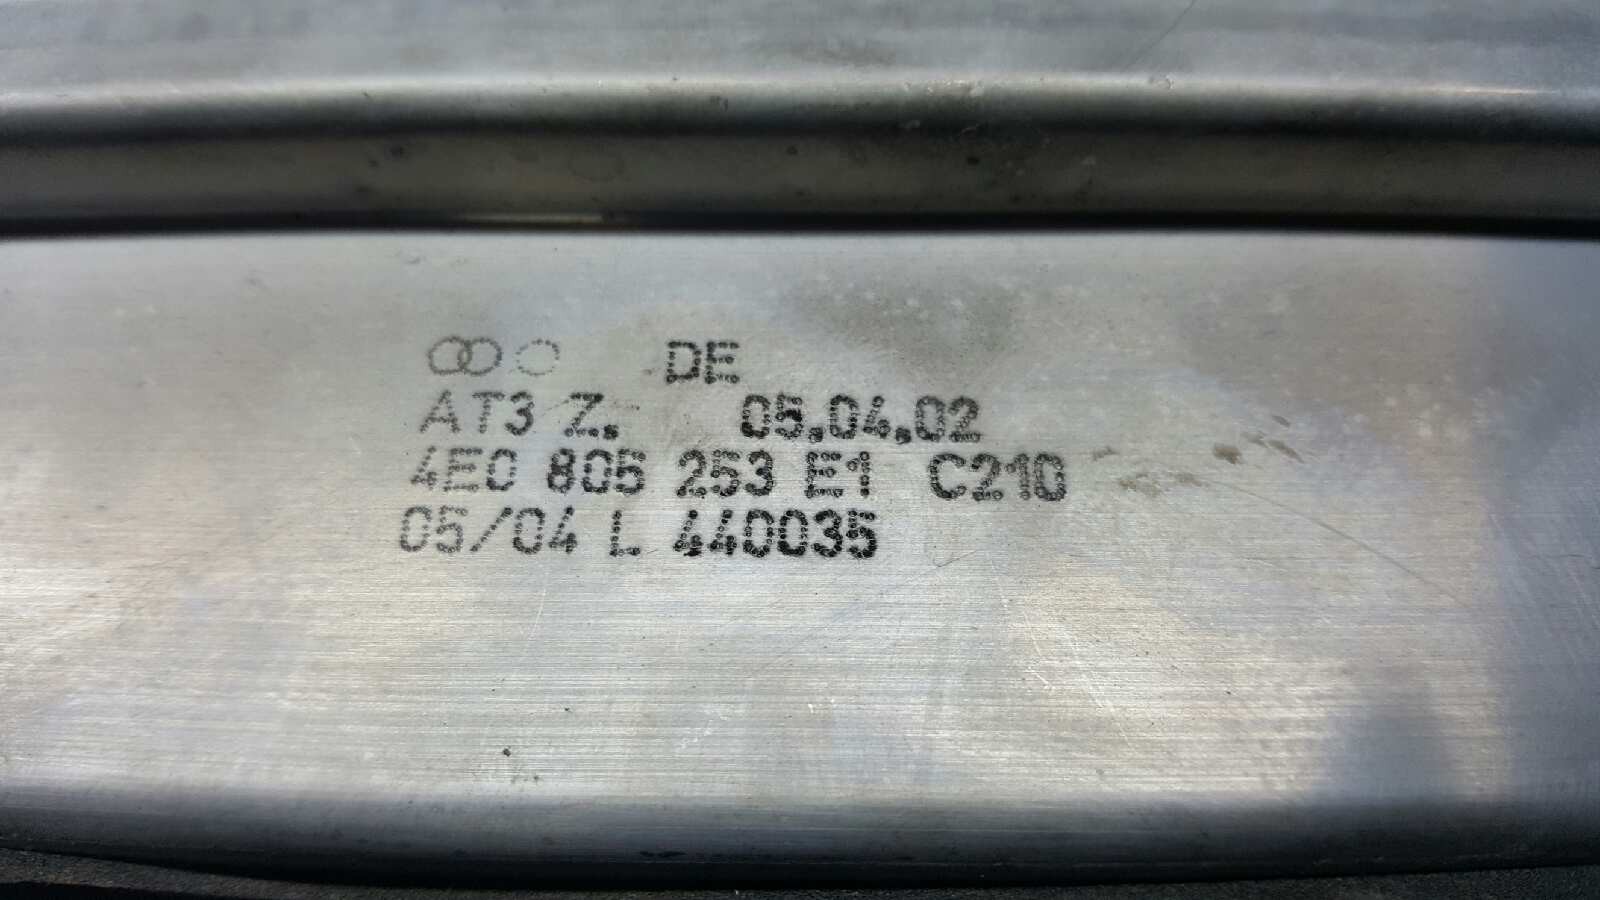 DE
AT3 Z. 05.04.02
4E0 805 253 E1 C210
05/04 L 440035